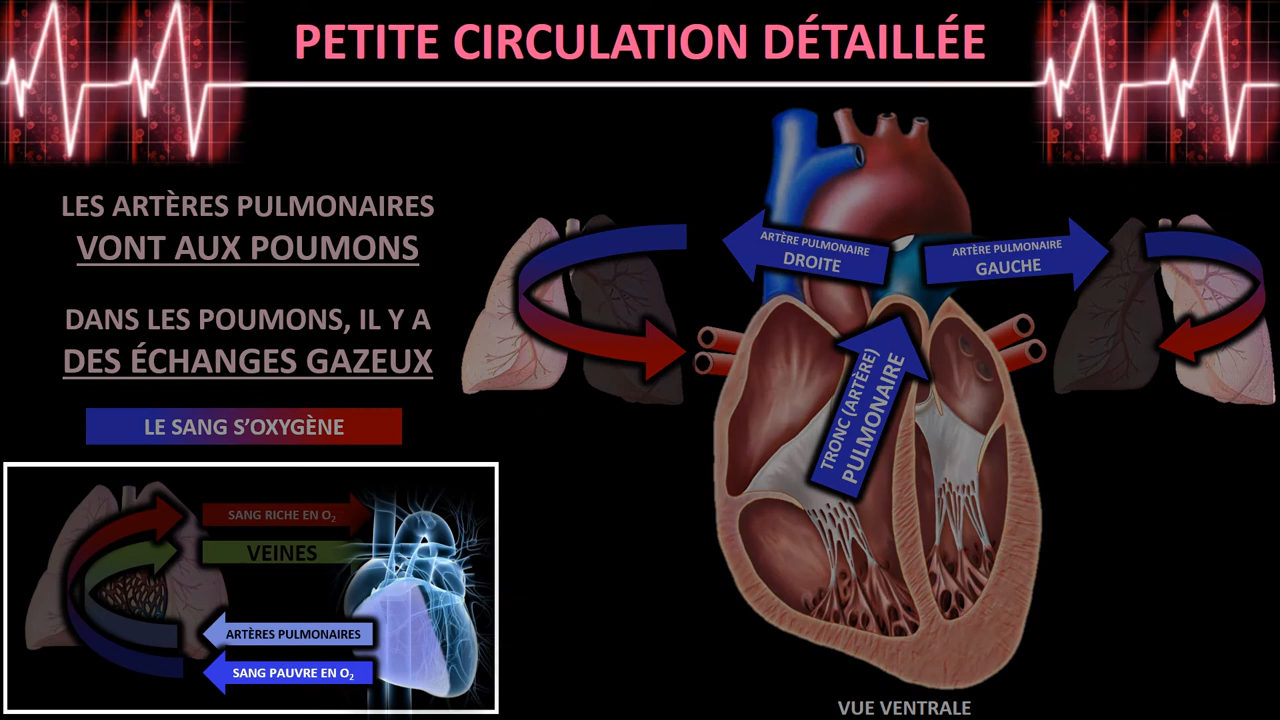 PETITE CIRCULATION DÉTAILLÉE
LES ARTÈRES PULMONAIRES
VONT AUX POUMONS
DANS LES POUMONS, IL Y A
DES ÉCHANGES GAZEUX
LE SANG S'OXYGÈNE
SANG RICHE EN O₂
VEINES
ARTÈRES PULMONAIRES
SANG PAUVRE EN O₂
ARTÈRE PULMONAIRE
DROITE
ARTÈRE PULMONAIRE
GAUCHE
TRONC (ARTÈRE)
PULMONAIRE
VUE VENTRALE